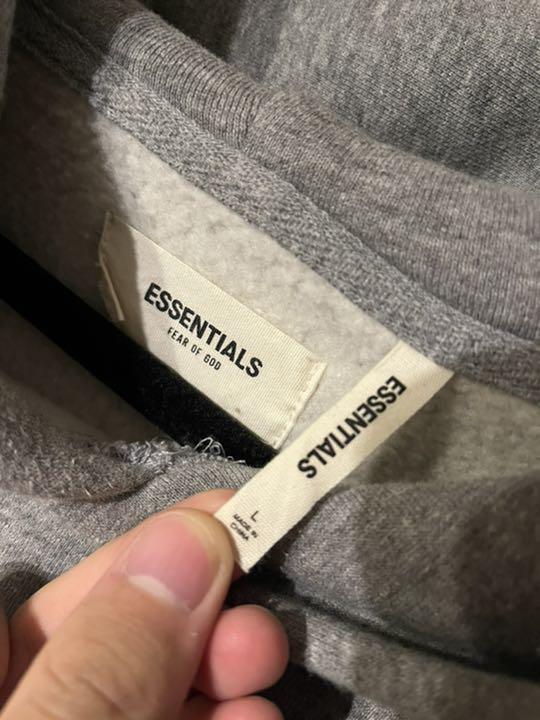 ESSENTIALS
FEAR OF GOD
ESSENTIALS
L
MADE IN
CHINA